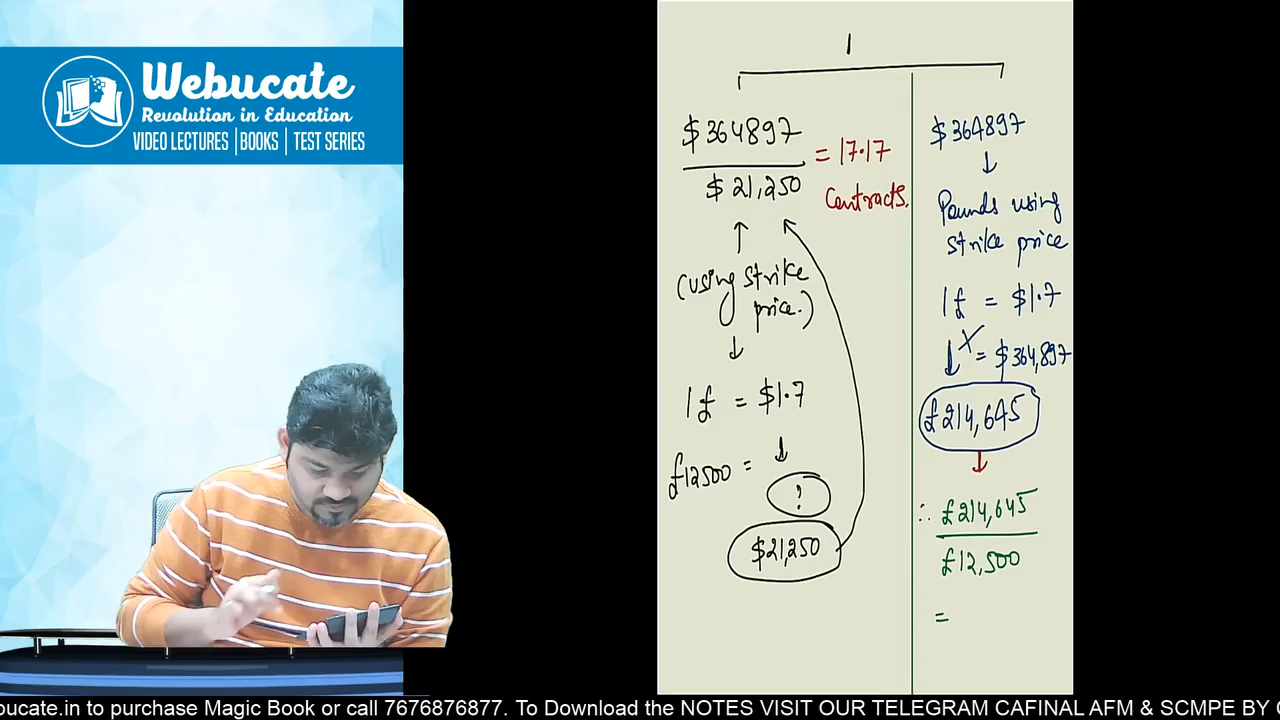 Webucate
Revolution in Education
VIDEO LECTURES | BOOKS | TEST SERIES
$364897
$21,250
= 17.17
Contracts.
(using strike
price.)
1£ = $1.7
£12500 =
?
$21,250
$364897
Pounds using
strike price
1£ = $1.7
X = $364,897
£214,645
∴ £214,645
£12,500
=
ucate.in to purchase Magic Book or call 7676876877. To Download the NOTES VISIT OUR TELEGRAM CAFINAL AFM & SCMPE BY